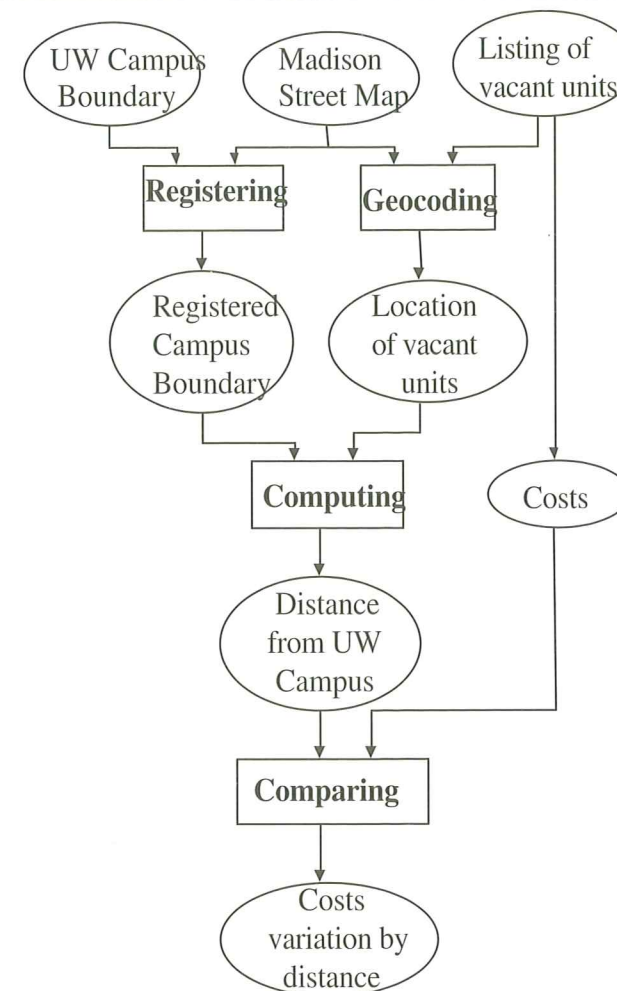 UW Campus
Boundary
Madison
Street Map
Listing of
vacant units
Registering
Geocoding
Registered
Campus
Boundary
Location
of vacant
units
Computing
Costs
Distance
from UW
Campus
Comparing
Costs
variation by
distance